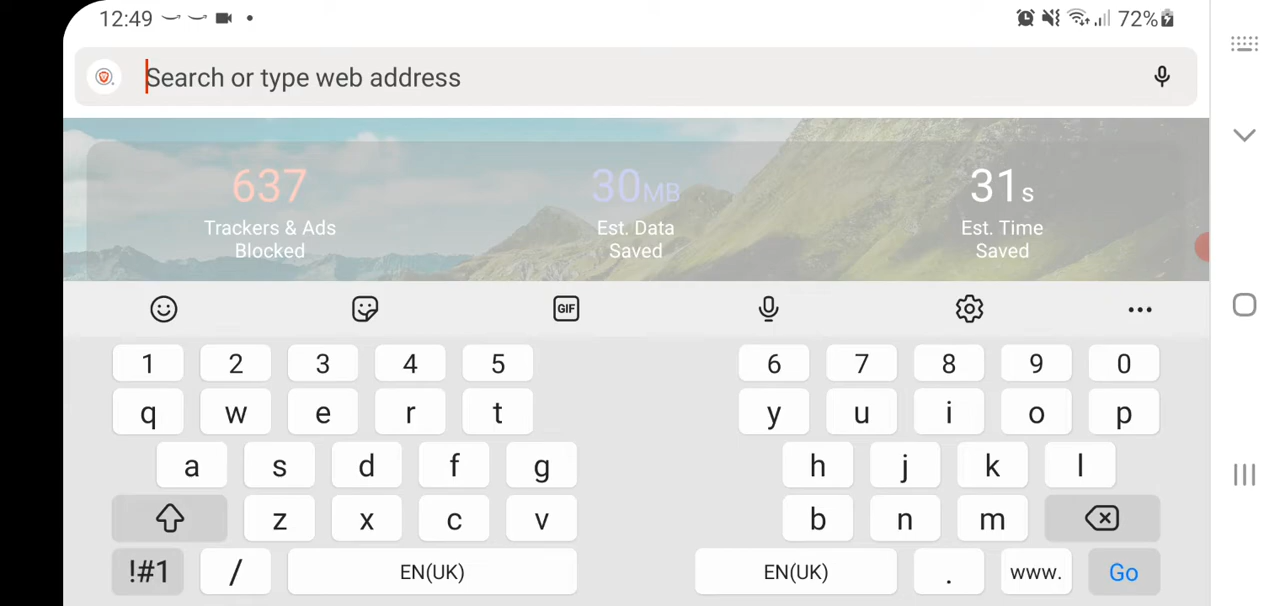 12:49 72%
Search or type web address
637 30MB 31s
Trackers & Ads Est. Data Est. Time
Blocked Saved Saved
GIF
1 2 3 4 5 6 7 8 9 0
q w e r t y u i o p
a s d f g h j k l
z x c v b n m
!#1 / EN(UK) EN(UK) . www. Go